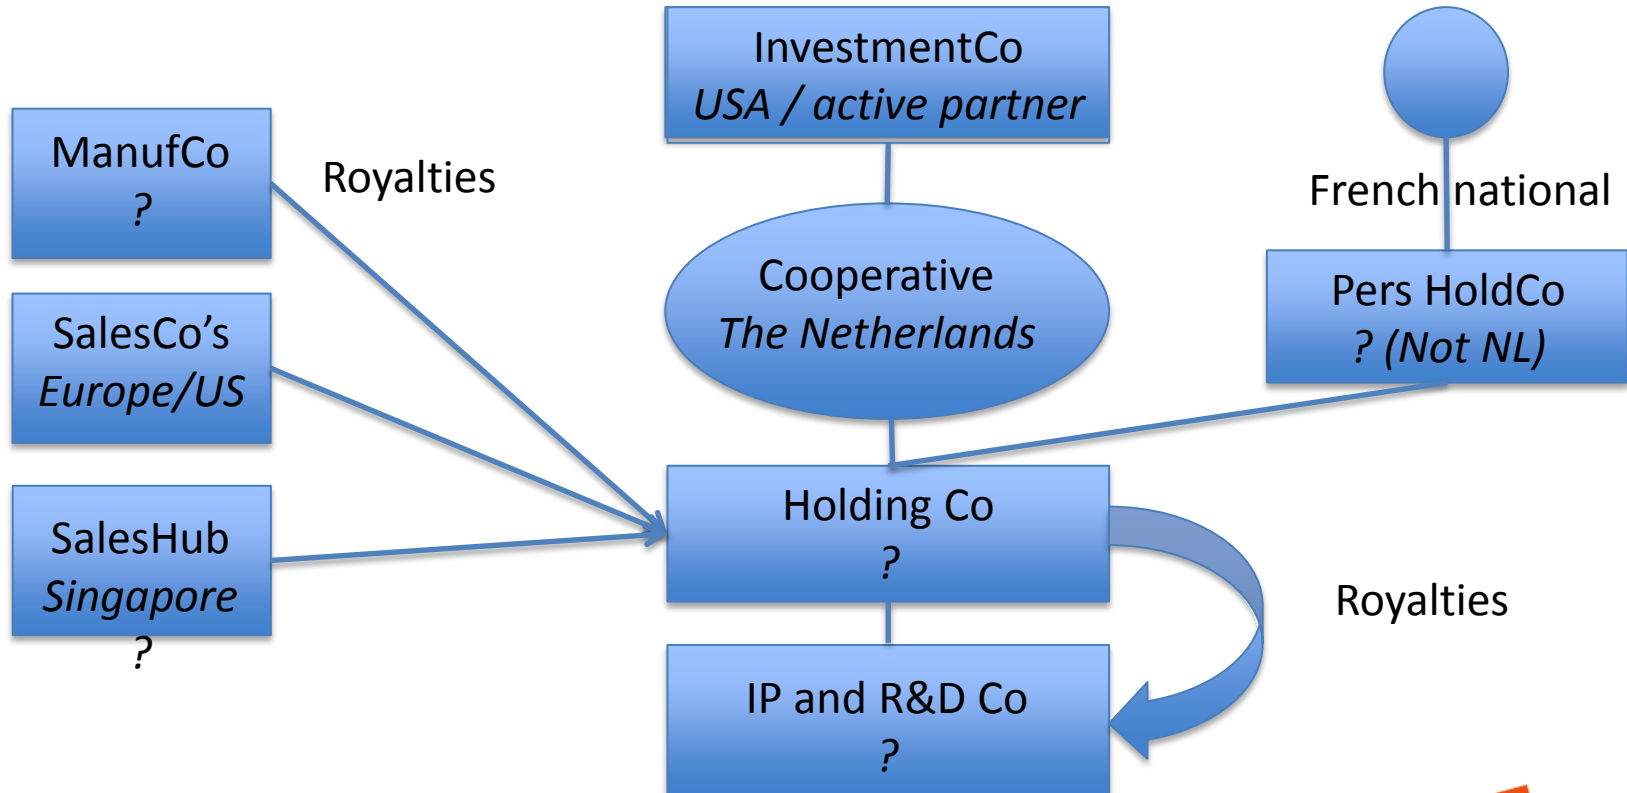 InvestmentCo
USA / active partner
ManufCo
?
Royalties
French national
Cooperative
The Netherlands
Pers HoldCo
? (Not NL)
SalesCo’s
Europe/US
Holding Co
?
SalesHub
Singapore
?
Royalties
IP and R&D Co
?